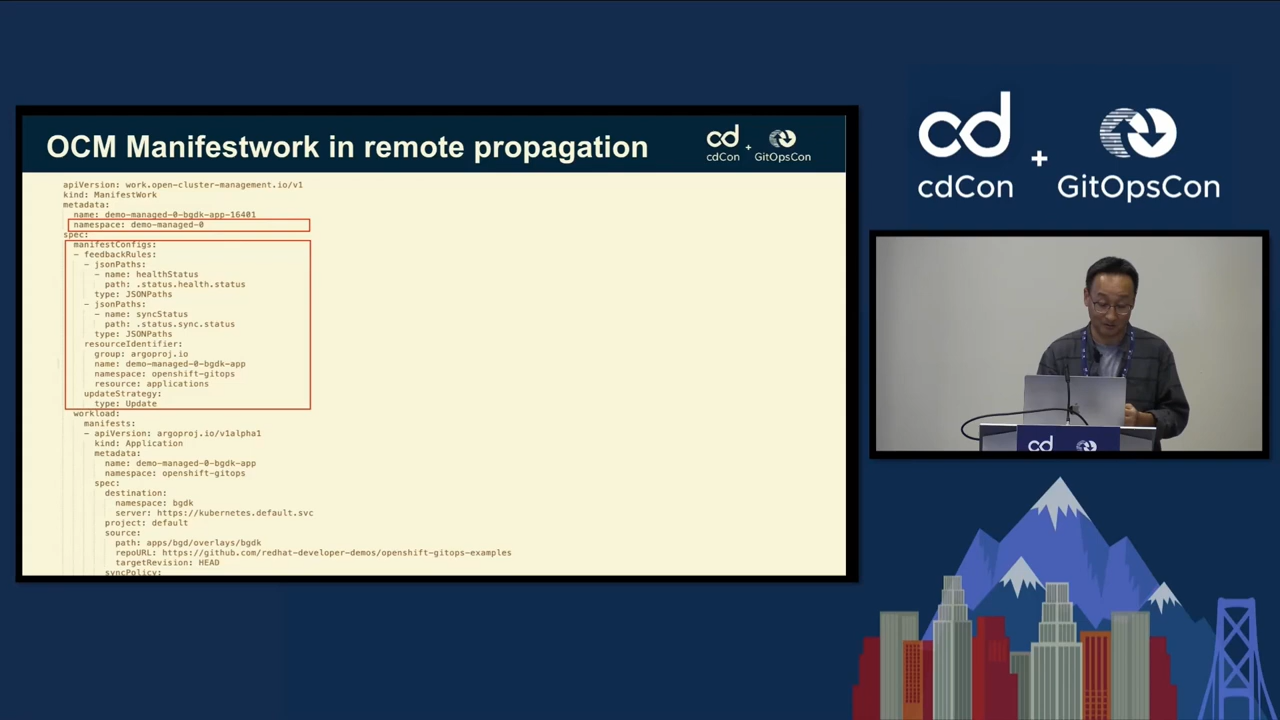 OCM Manifestwork in remote propagation
cd
cdCon
+
GitOpsCon
apiVersion: work.open-cluster-management.io/v1
kind: ManifestWork
metadata:
name: demo-managed-0-bgdk-app-16401
namespace: demo-managed-0
spec:
manifestConfigs:
- feedbackRules:
- jsonPaths:
- name: healthStatus
path: .status.health.status
type: JSONPaths
- jsonPaths:
- name: syncStatus
path: .status.sync.status
type: JSONPaths
resourceIdentifier:
group: argoproj.io
name: demo-managed-0-bgdk-app
namespace: openshift-gitops
resource: applications
updateStrategy:
type: Update
workload:
manifests:
- apiVersion: argoproj.io/v1alpha1
kind: Application
metadata:
name: demo-managed-0-bgdk-app
namespace: openshift-gitops
spec:
destination:
namespace: bgdk
server: https://kubernetes.default.svc
project: default
source:
path: apps/bgd/overlays/bgdk
repoURL: https://github.com/redhat-developer-demos/openshift-gitops-examples
targetRevision: HEAD
syncPolicy:
cd
cdCon
+
GitOpsCon
cd